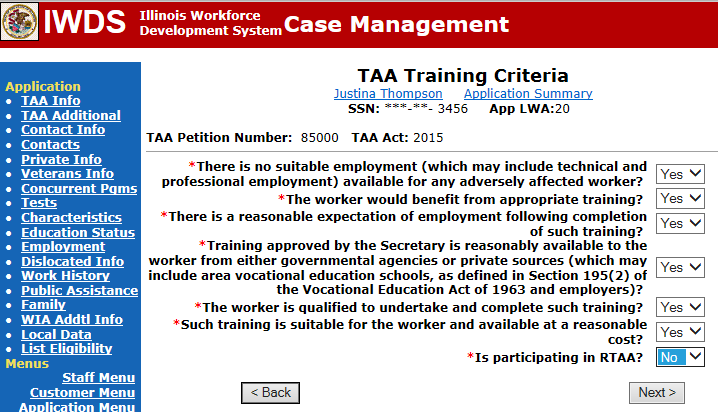 IWDS
Illinois Workforce
Development System
Case Management
Application
TAA Info
TAA Additional
Contact Info
Contacts
Private Info
Veterans Info
Concurrent Pgms
Tests
Characteristics
Education Status
Employment
Dislocated Info
Work History
Public Assistance
Family
WIA Addtl Info
Local Data
List Eligibility
Menus
Staff Menu
Customer Menu
Application Menu
TAA Training Criteria
Justina Thompson Application Summary
SSN: ***-**- 3456 App LWA:20
TAA Petition Number: 85000 TAA Act: 2015
*There is no suitable employment (which may include technical and
professional employment) available for any adversely affected worker? Yes
*The worker would benefit from appropriate training? Yes
*There is a reasonable expectation of employment following completion
of such training? Yes
*Training approved by the Secretary is reasonably available to the
worker from either governmental agencies or private sources (which may
include area vocational education schools, as defined in Section 195(2) of
the Vocational Education Act of 1963 and employers)? Yes
*The worker is qualified to undertake and complete such training? Yes
*Such training is suitable for the worker and available at a reasonable
cost? Yes
*Is participating in RTAA? No
< Back
Next >